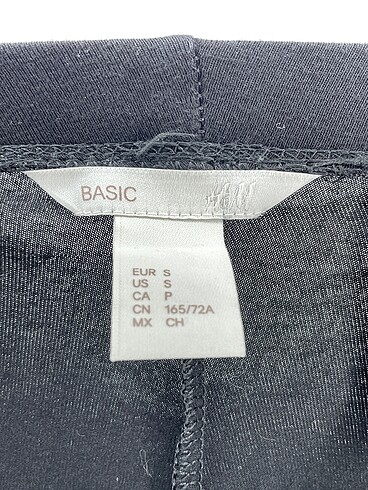 BASIC H&M
EUR S
US S
CA P
CN 165/72A
MX CH